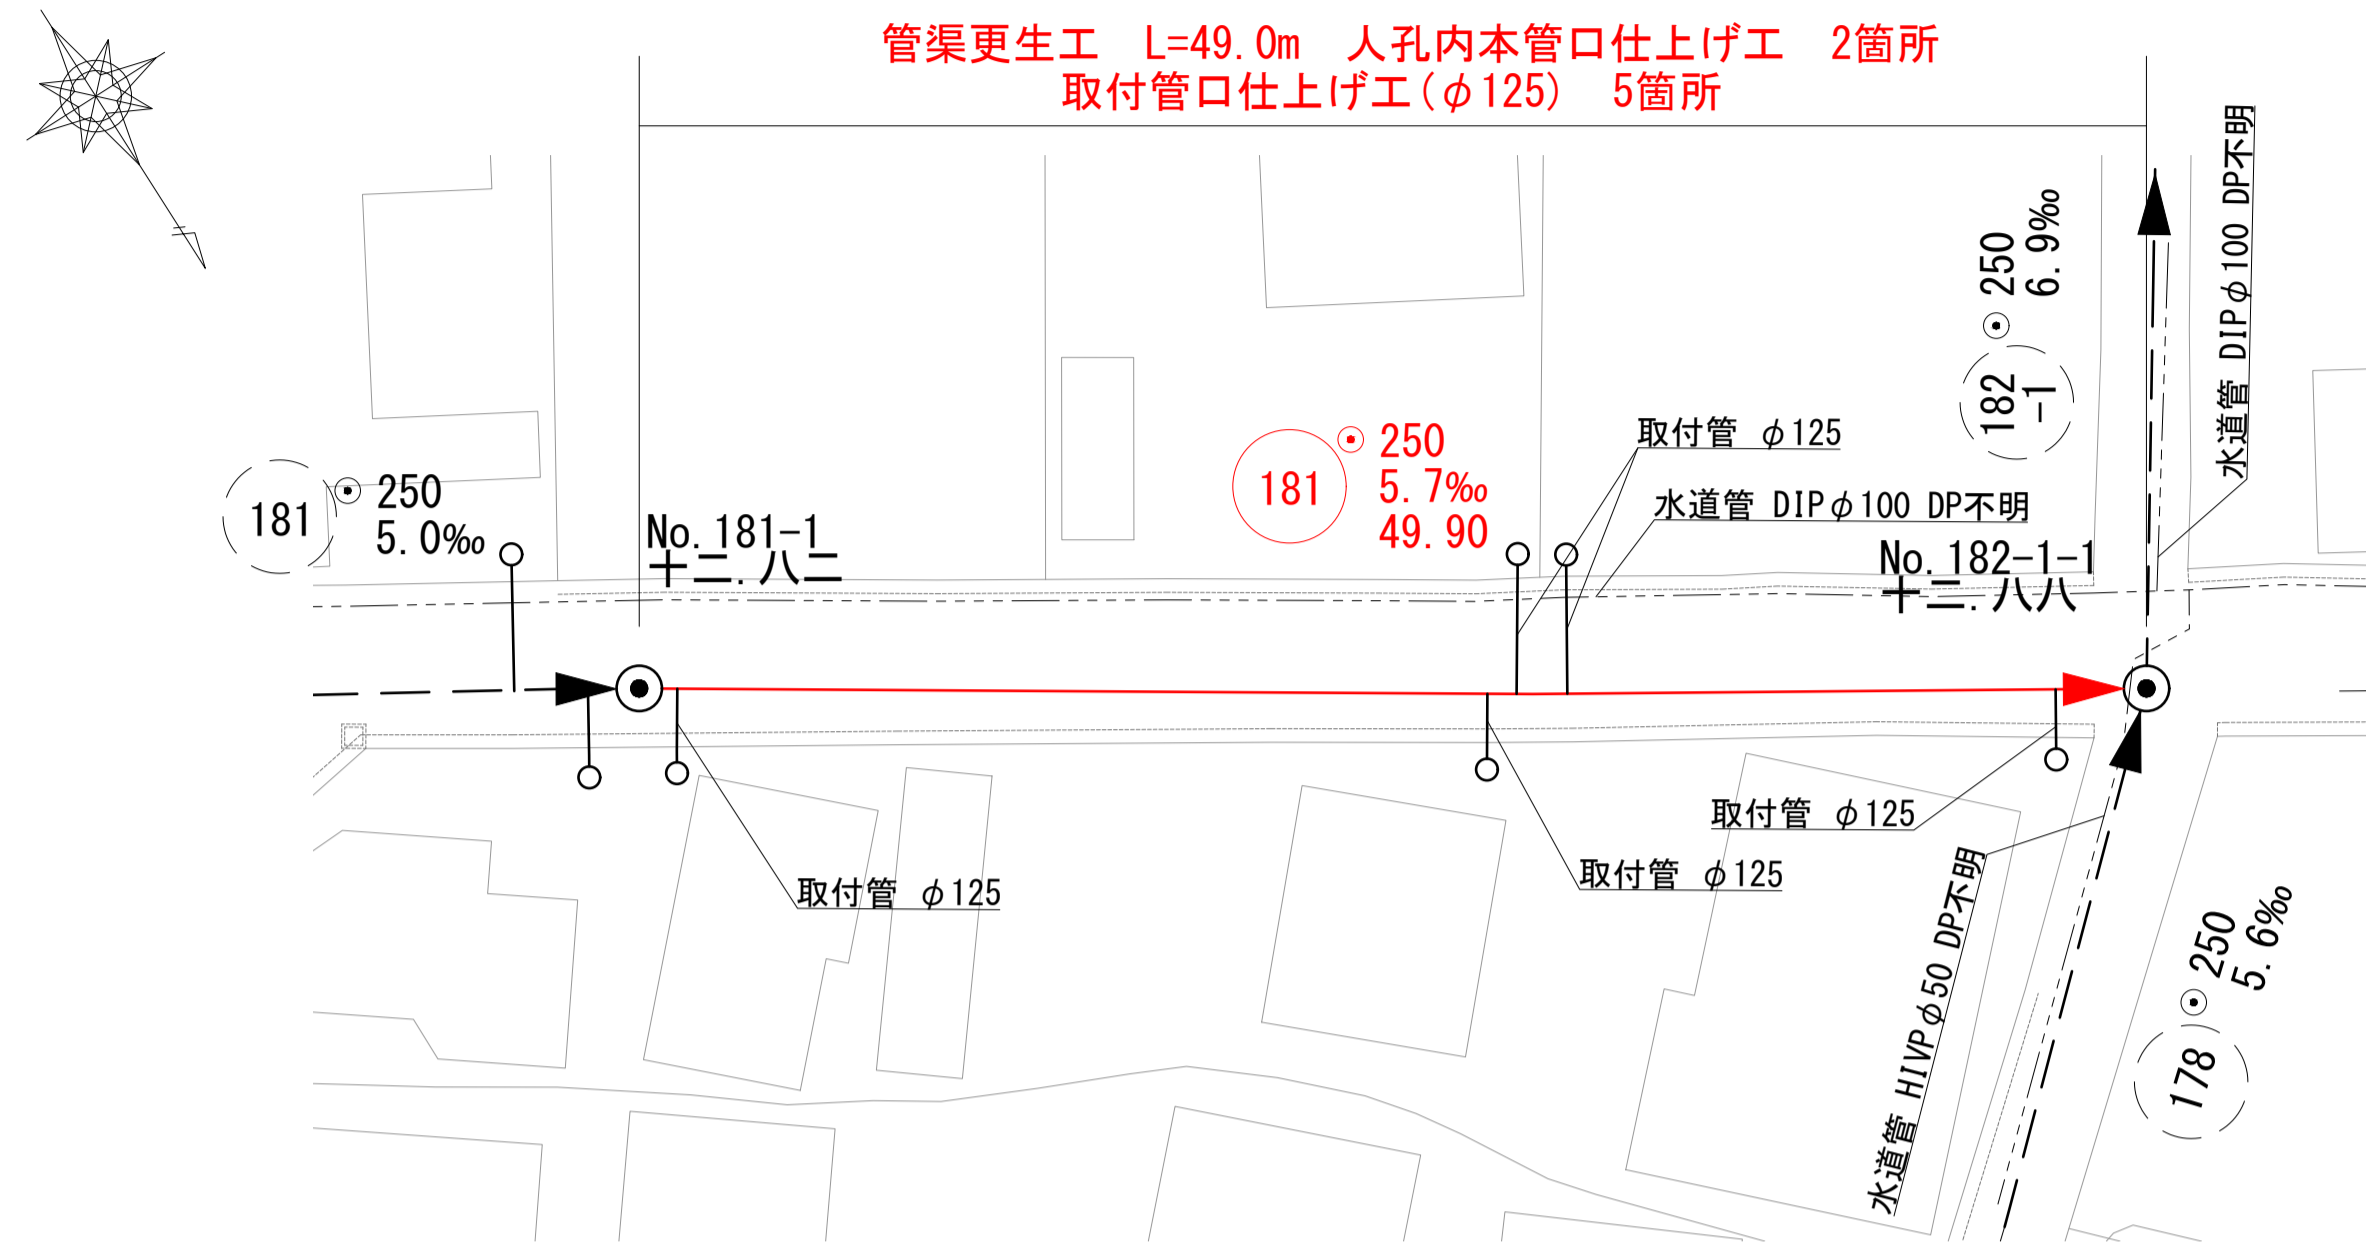 管渠更生工　L=49.0m　人孔内本管口仕上げ工　2箇所
取付管口仕上げ工(φ125)　5箇所
水道管 DIPφ100 DP不明
250
6.9‰
182
-1
取付管 φ125
水道管 DIPφ100 DP不明
181
250
5.7‰
49.90
181
250
5.0‰
No.181-1
十二.八二
No.182-1-1
十二.八八
取付管 φ125
取付管 φ125
取付管 φ125
水道管 HIVPφ50 DP不明
250
5.6‰
178